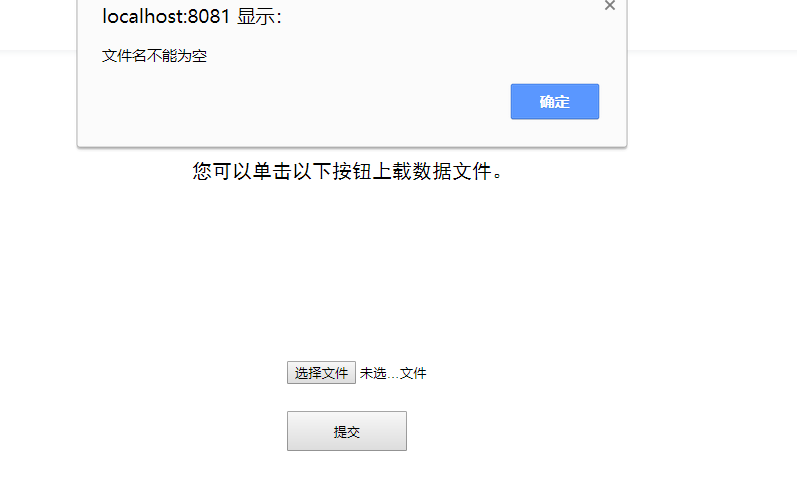 localhost:8081 显示：
文件名不能为空
确定
您可以单击以下按钮上载数据文件。
选择文件 未选...文件
提交